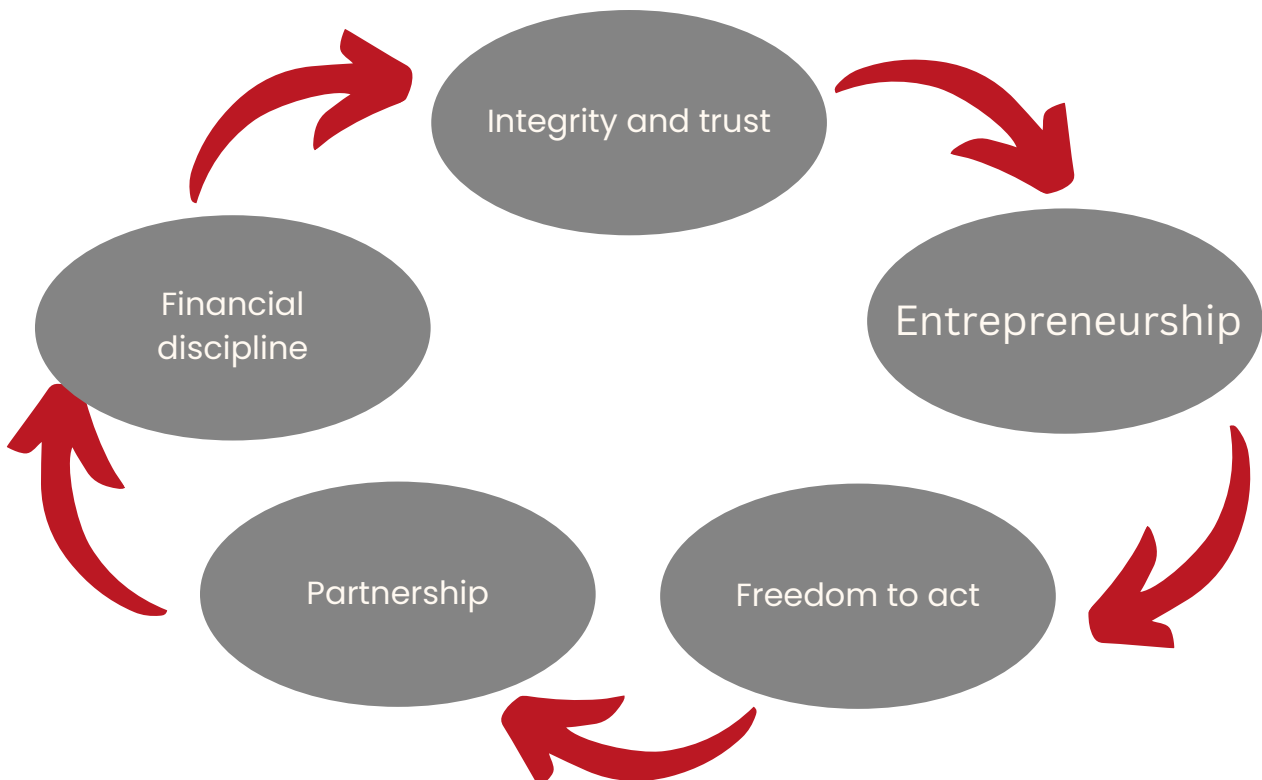 Integrity and trust
Entrepreneurship
Freedom to act
Partnership
Financial
discipline